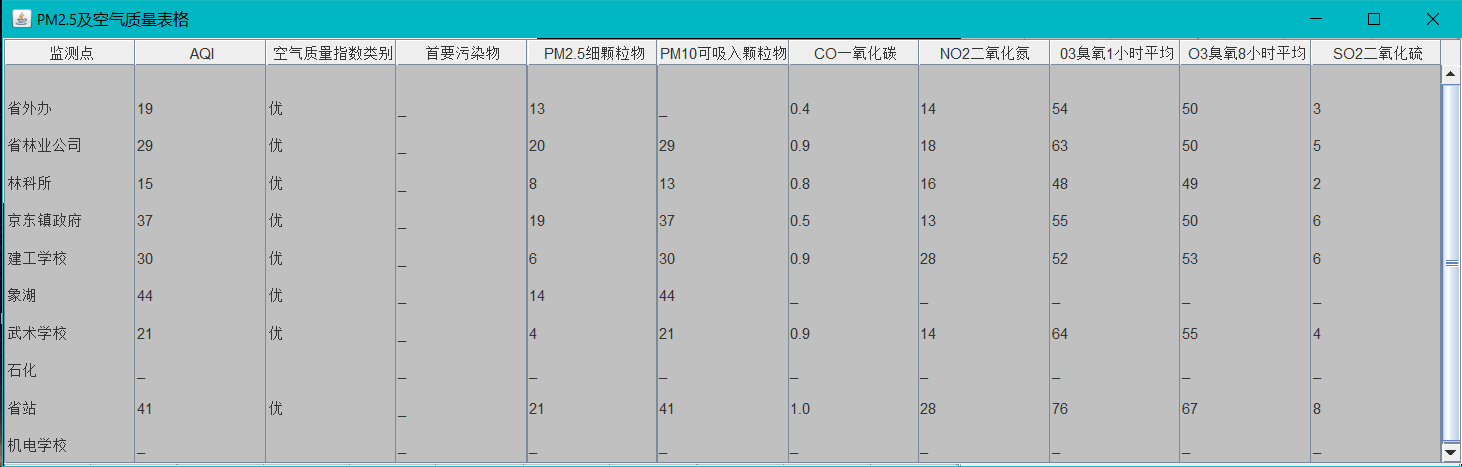 PM2.5及空气质量表格
监测点 AQI 空气质量指数类别 首要污染物 PM2.5细颗粒物 PM10可吸入颗粒物 CO一氧化碳 NO2二氧化氮 03臭氧1小时平均 O3臭氧8小时平均 SO2二氧化硫
省外办 19 优 _ 13 _ 0.4 14 54 50 3
省林业公司 29 优 _ 20 29 0.9 18 63 50 5
林科所 15 优 _ 8 13 0.8 16 48 49 2
京东镇政府 37 优 _ 19 37 0.5 13 55 50 6
建工学校 30 优 _ 6 30 0.9 28 52 53 6
象湖 44 优 _ 14 44 _ _ _ _ _
武术学校 21 优 _ 4 21 0.9 14 64 55 4
石化 _ _ _ _ _ _ _ _ _
省站 41 优 _ 21 41 1.0 28 76 67 8
机电学校 _ _ _ _ _ _ _ _ _